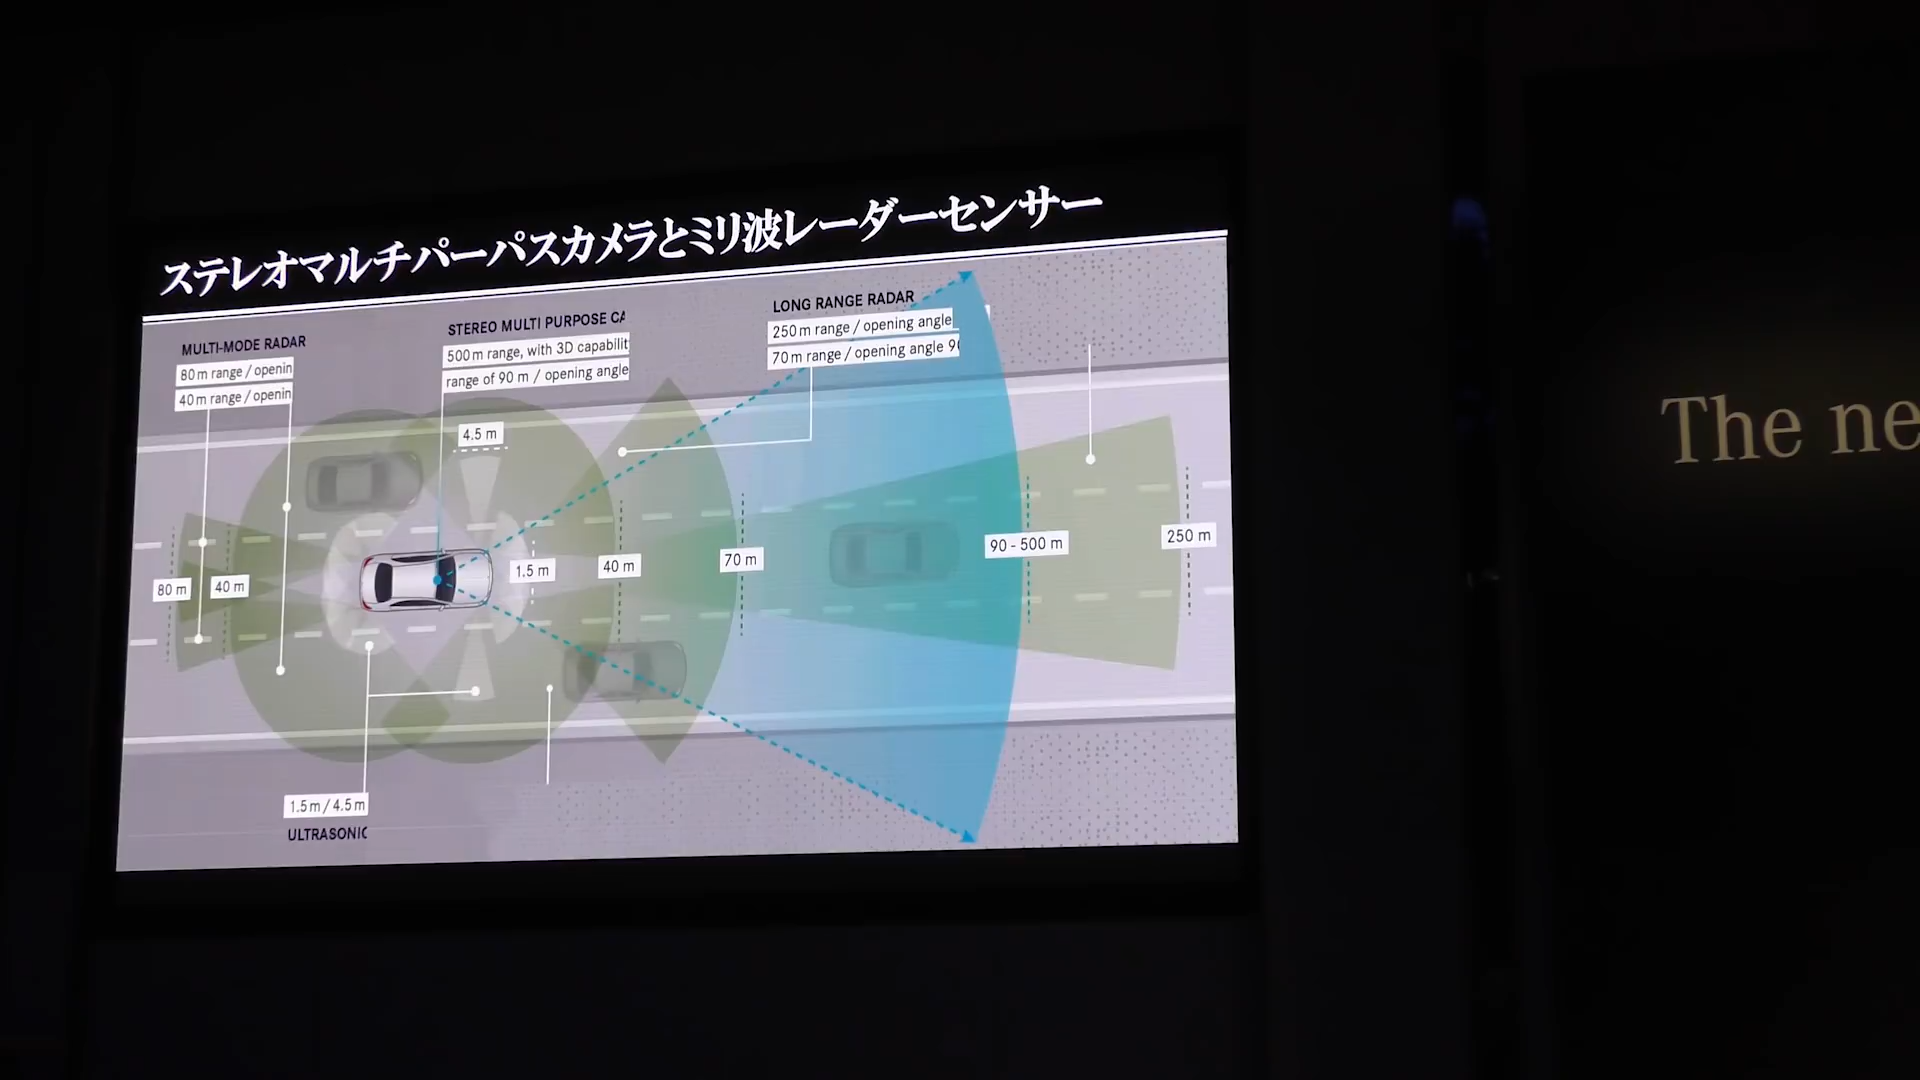 ステレオマルチパーパスカメラとミリ波レーダーセンサー
MULTI-MODE RADAR
80 m range / openin
40 m range / openin
STEREO MULTI PURPOSE CA
500 m range, with 3D capabilit
range of 90 m / opening angle
LONG RANGE RADAR
250 m range / opening angle
70 m range / opening angle 90
4.5 m
80 m
40 m
1.5 m
40 m
70 m
90 - 500 m
250 m
1.5 m / 4.5 m
ULTRASONIC
The ne